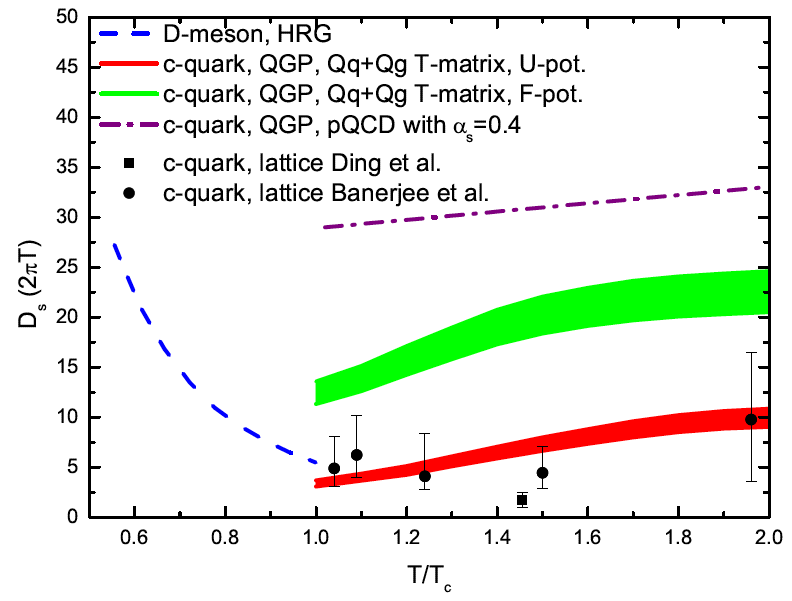 50
45
40
35
30
25
20
15
10
5
0
D_s (2πT)
D-meson, HRG
c-quark, QGP, Qq+Qg T-matrix, U-pot.
c-quark, QGP, Qq+Qg T-matrix, F-pot.
c-quark, QGP, pQCD with α_s=0.4
c-quark, lattice Ding et al.
c-quark, lattice Banerjee et al.
0.6 0.8 1.0 1.2 1.4 1.6 1.8 2.0
T/T_c